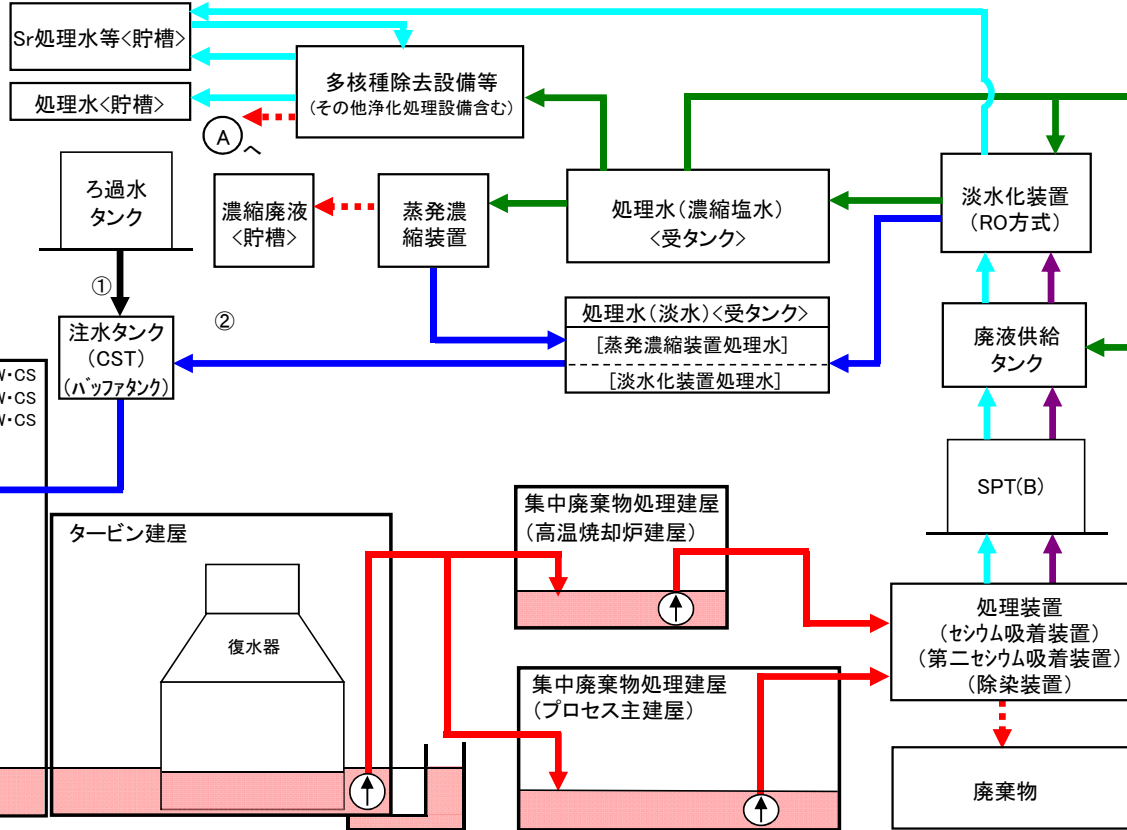 Sr処理水等<貯槽>
多核種除去設備等
(その他浄化処理設備含む)
処理水<貯槽>
A
へ
ろ過水
タンク
濃縮廃液
<貯槽>
蒸発濃
縮装置
処理水(濃縮塩水)
<受タンク>
淡水化装置
(RO方式)
①
②
注水タンク
(CST)
(バッファタンク)
処理水(淡水)<受タンク>
[蒸発濃縮装置処理水]
[淡水化装置処理水]
廃液供給
タンク
W・CS
W・CS
W・CS
SPT(B)
タービン建屋
集中廃棄物処理建屋
(高温焼却炉建屋)
復水器
処理装置
(セシウム吸着装置)
(第二セシウム吸着装置)
(除染装置)
集中廃棄物処理建屋
(プロセス主建屋)
廃棄物